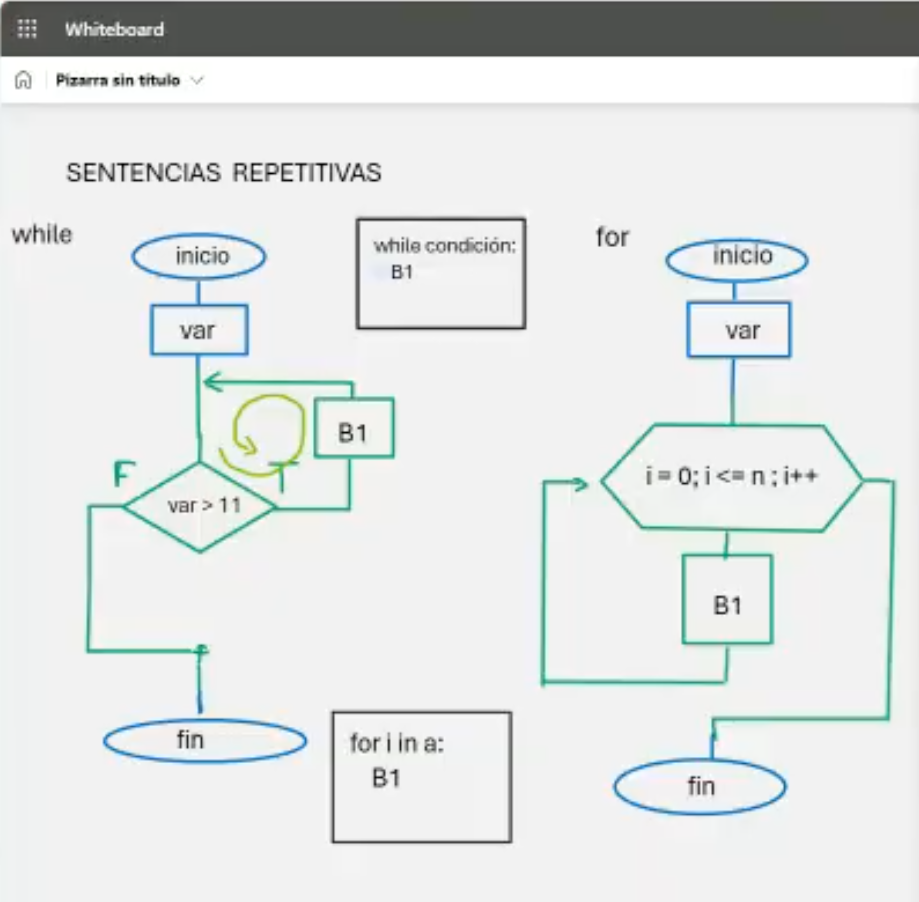 Whiteboard
Pizarra sin título
SENTENCIAS REPETITIVAS
while
inicio
var
B1
T
F
var > 11
fin
while condición:
B1
for i in a:
B1
for
inicio
var
i = 0; i <= n ; i++
B1
fin